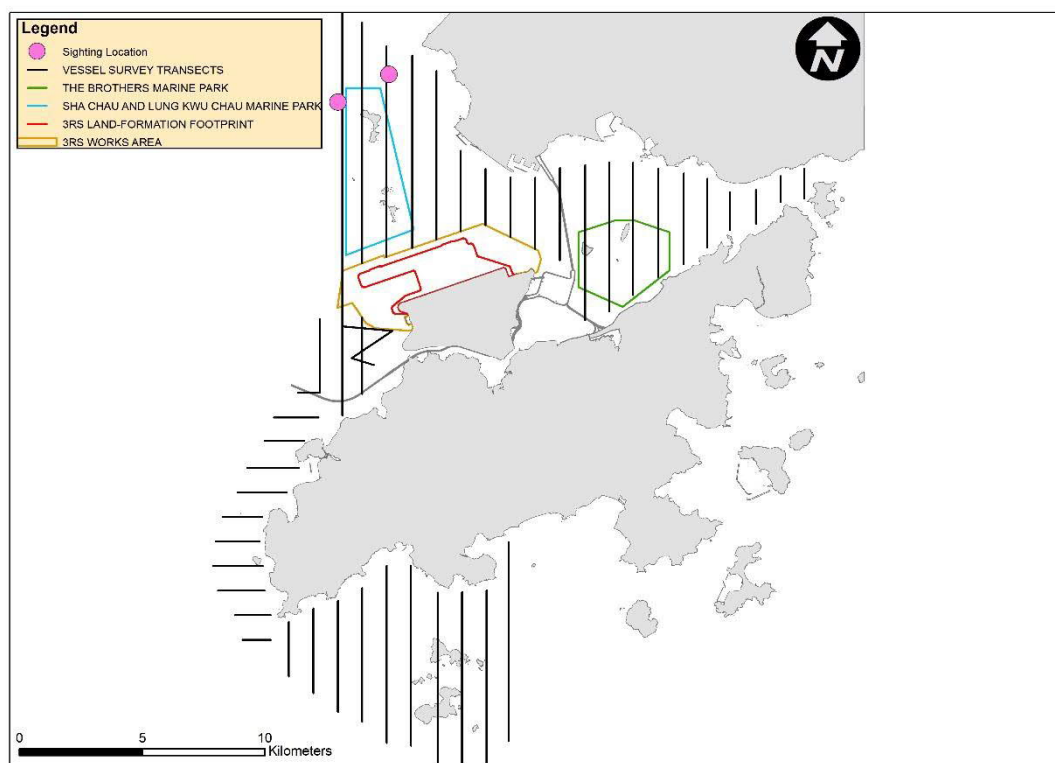 Legend
Sighting Location
VESSEL SURVEY TRANSECTS
THE BROTHERS MARINE PARK
SHA CHAU AND LUNG KWU CHAU MARINE PARK
3RS LAND-FORMATION FOOTPRINT
3RS WORKS AREA
N
0 5 10
Kilometers